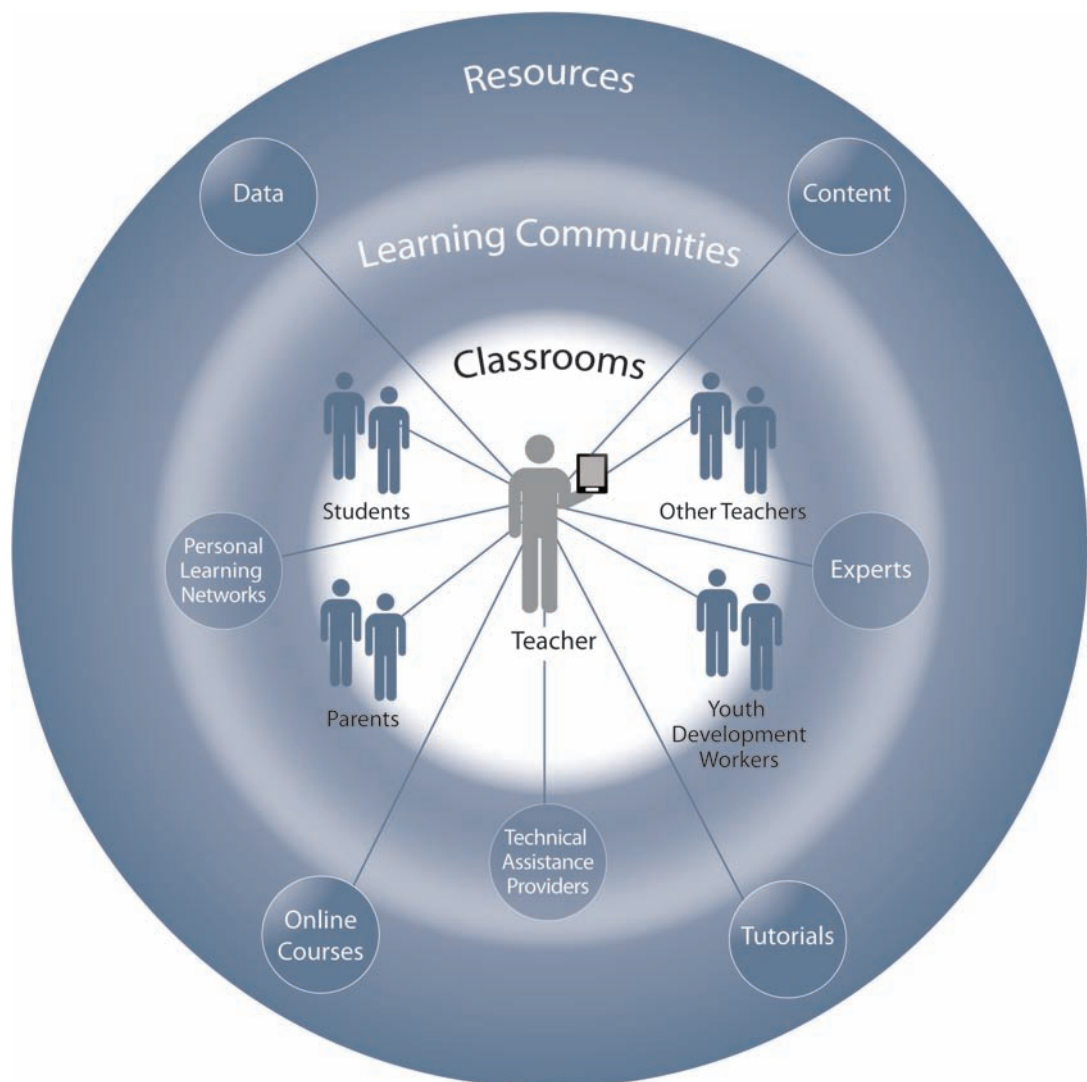 Resources
Data
Content
Learning Communities
Classrooms
Students
Other Teachers
Personal
Learning
Networks
Experts
Teacher
Parents
Youth
Development
Workers
Technical
Assistance
Providers
Online
Courses
Tutorials